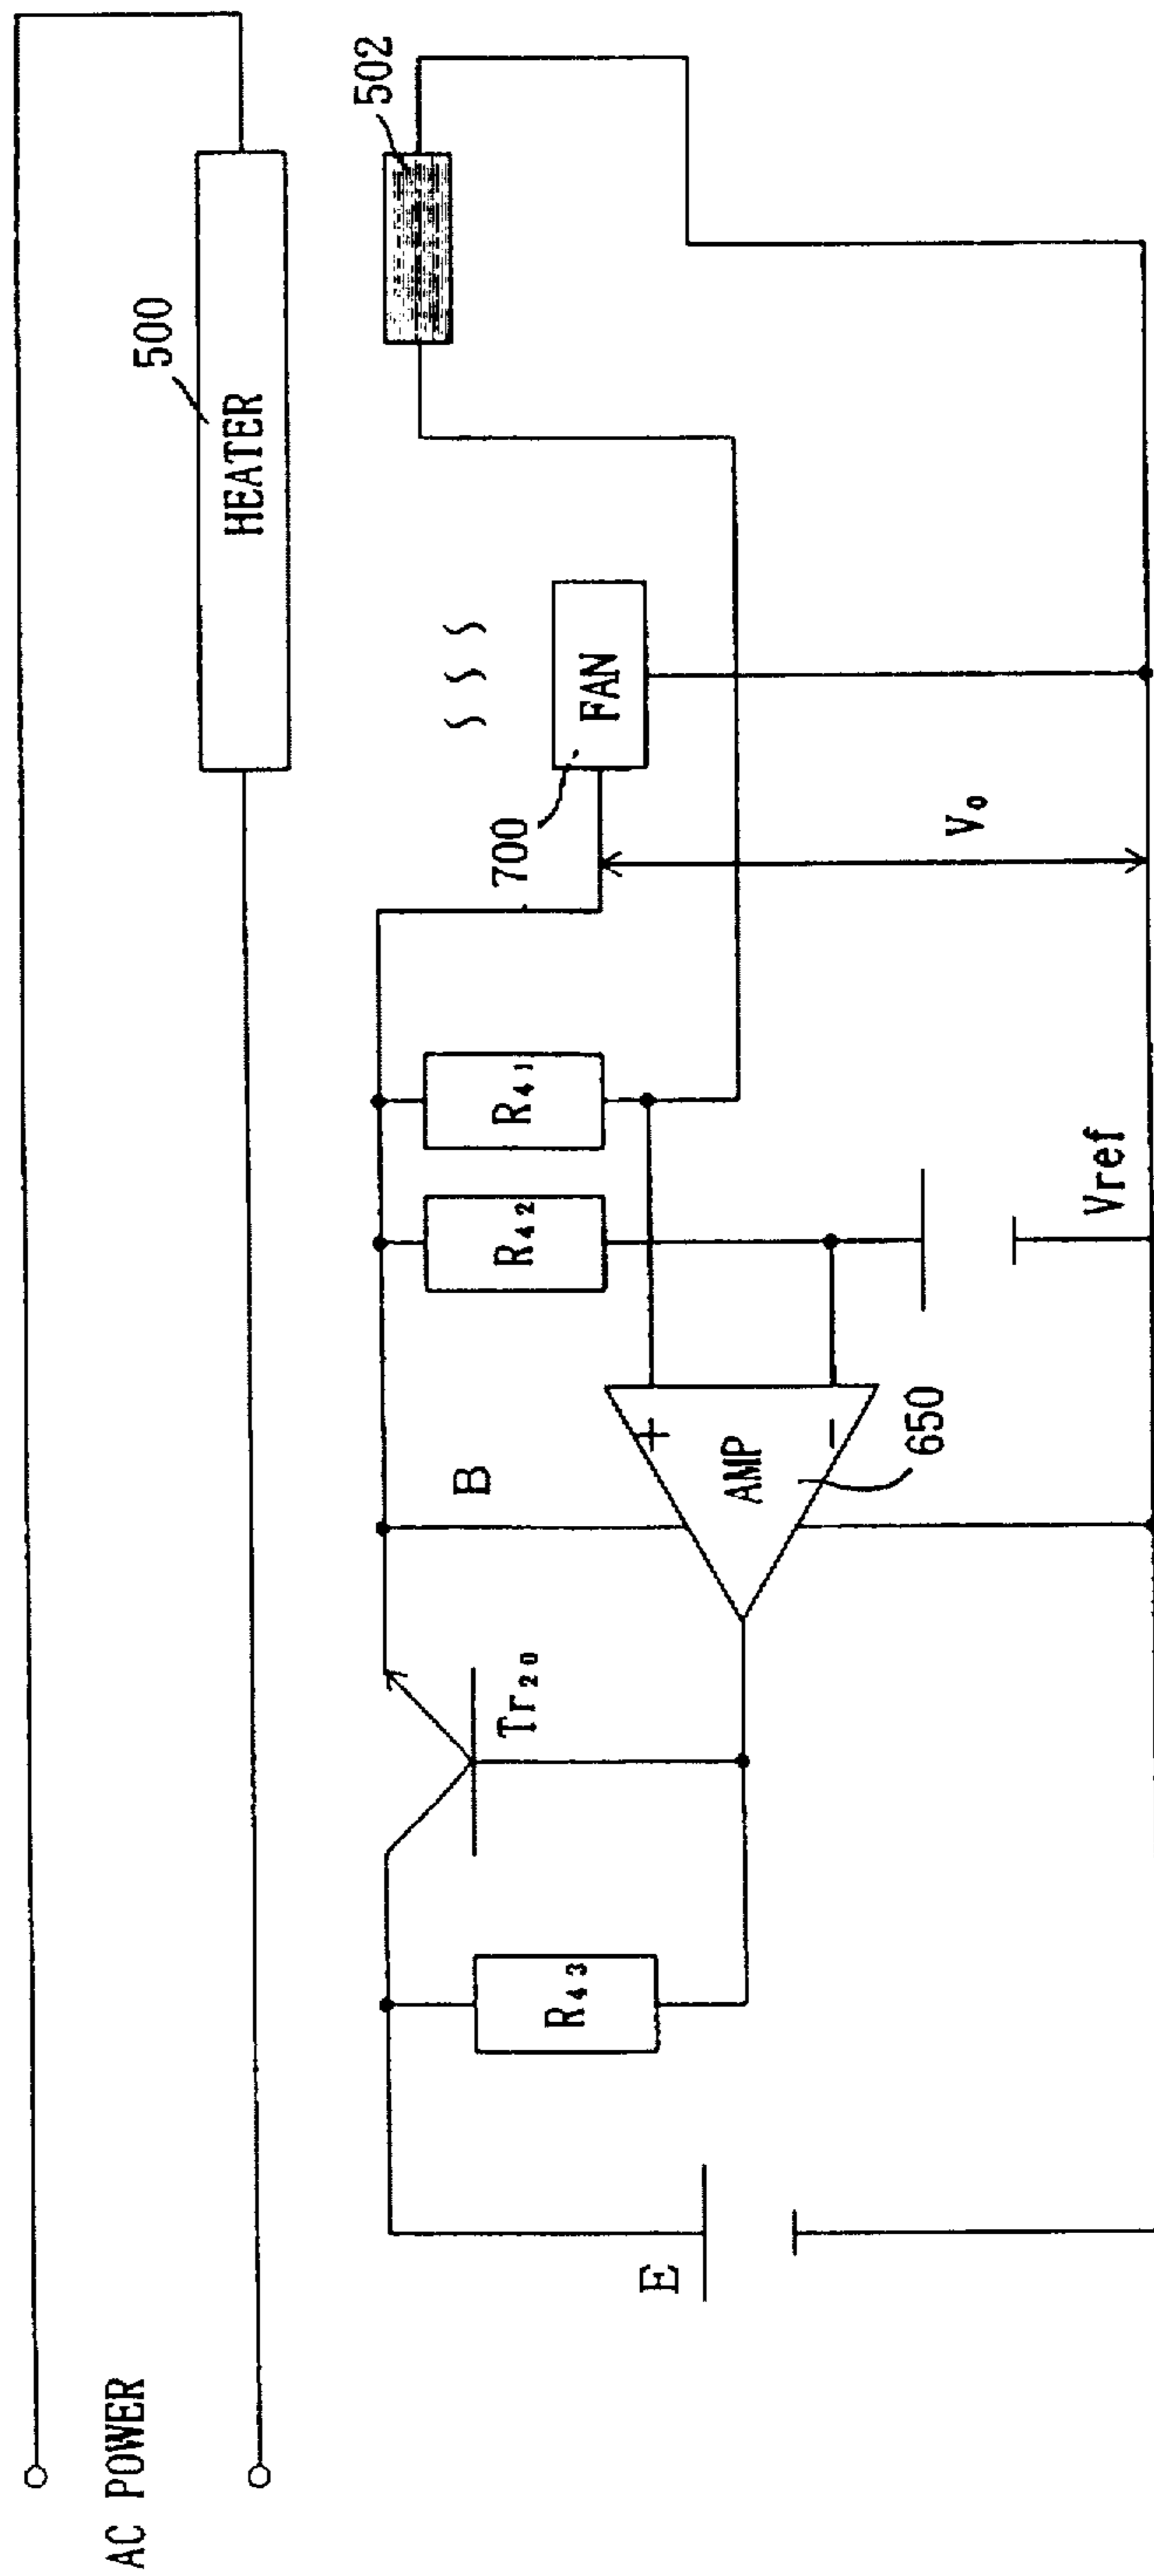 AC POWER
500
HEATER
502
E
R₄₃
Tr₂₀
B
AMP
+
−
650
R₄₂
R₄₁
Vref
700
FAN
V₀